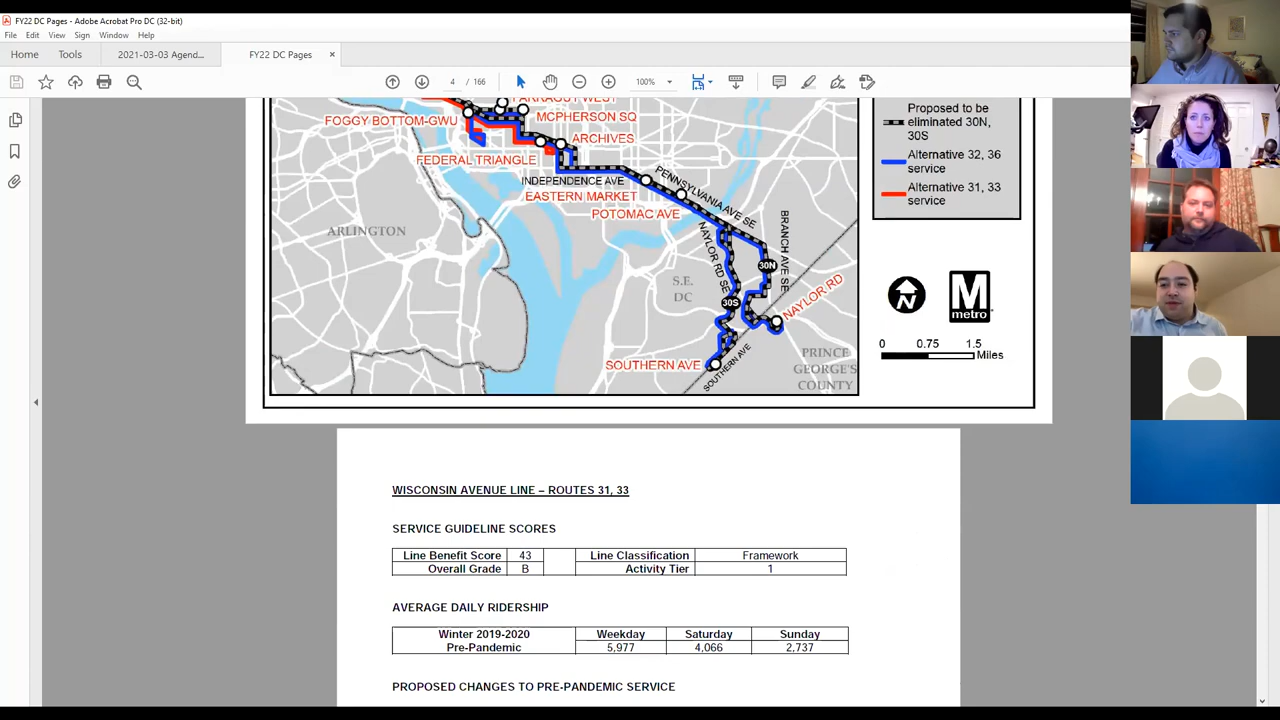 FY22 DC Pages - Adobe Acrobat Pro DC (32-bit)
File Edit View Sign Window Help
Home Tools 2021-03-03 Agend... FY22 DC Pages ×
4 / 166 100%
FARRAGUT WEST
FOGGY BOTTOM-GWU
MCPHERSON SQ
ARCHIVES
FEDERAL TRIANGLE
INDEPENDENCE AVE
PENNSYLVANIA AVE SE
EASTERN MARKET
POTOMAC AVE
ARLINGTON
NAYLOR RD SE
BRANCH AVE SE
30N
S.E.
DC
30S
NAYLOR RD
SOUTHERN AVE
SOUTHERN AVE
PRINCE
GEORGE'S
COUNTY
Proposed to be
eliminated 30N,
30S
Alternative 32, 36
service
Alternative 31, 33
service
N
M
metro
0 0.75 1.5
Miles
WISCONSIN AVENUE LINE – ROUTES 31, 33
SERVICE GUIDELINE SCORES
Line Benefit Score 43 Line Classification Framework
Overall Grade B Activity Tier 1
AVERAGE DAILY RIDERSHIP
Winter 2019-2020 Weekday Saturday Sunday
Pre-Pandemic 5,977 4,066 2,737
PROPOSED CHANGES TO PRE-PANDEMIC SERVICE